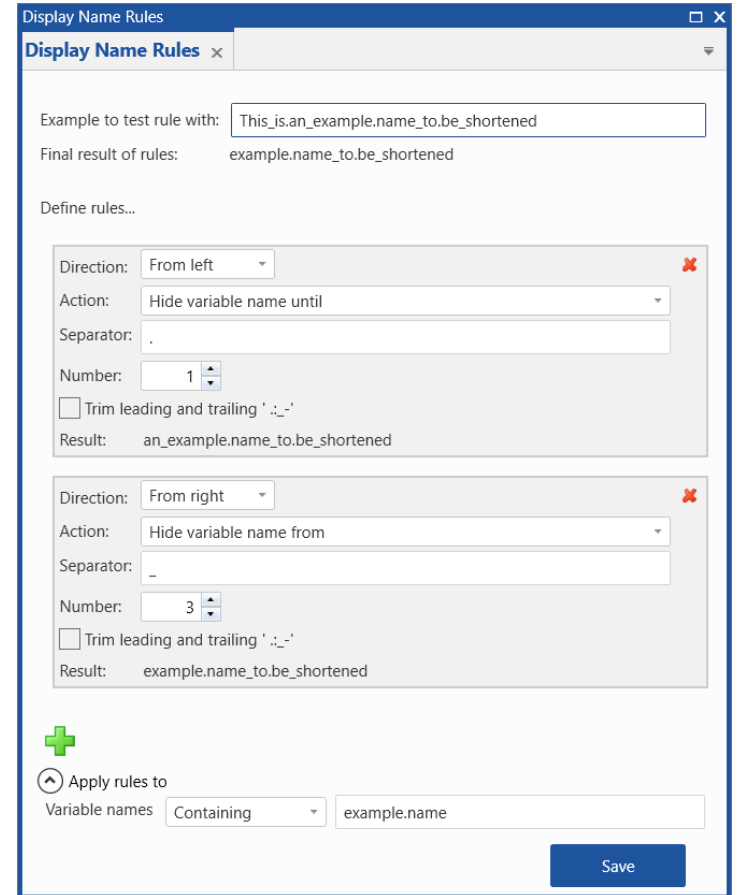 Display Name Rules
Display Name Rules
Example to test rule with: This_is.an_example.name_to.be_shortened
Final result of rules: example.name_to.be_shortened
Define rules...
Direction: From left
Action: Hide variable name until
Separator: .
Number: 1
Trim leading and trailing ' .:_-'
Result: an_example.name_to.be_shortened
Direction: From right
Action: Hide variable name from
Separator: _
Number: 3
Trim leading and trailing ' .:_-'
Result: example.name_to.be_shortened
Apply rules to
Variable names Containing example.name
Save